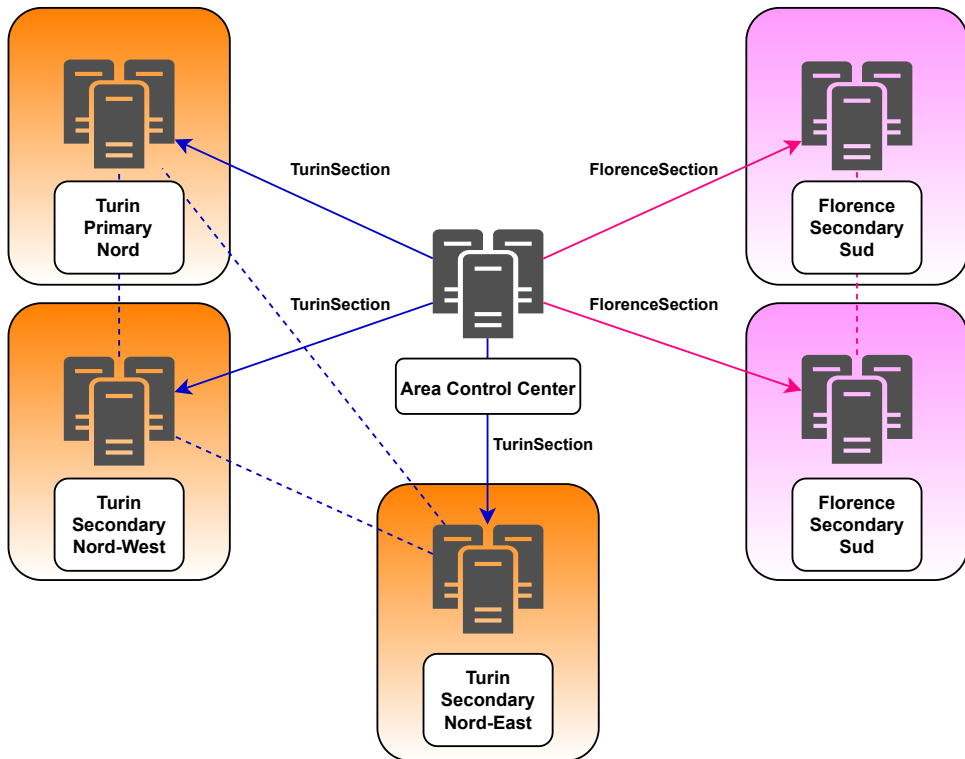 TurinSection
FlorenceSection
Turin
Primary
Nord
Florence
Secondary
Sud
TurinSection
FlorenceSection
Area Control Center
TurinSection
Turin
Secondary
Nord-West
Florence
Secondary
Sud
Turin
Secondary
Nord-East